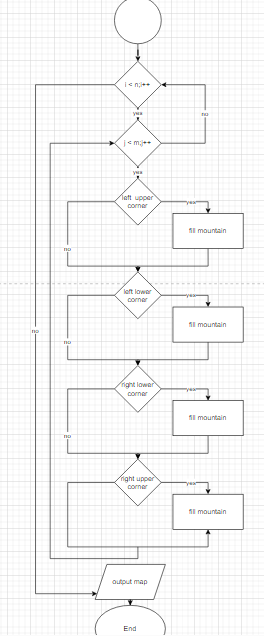 i < n;i++
yes
no
j < m;j++
yes
left upper
corner
yes
fill mountain
no
left lower
corner
yes
fill mountain
no
no
right lower
corner
yes
fill mountain
no
right upper
corner
yes
fill mountain
output map
End